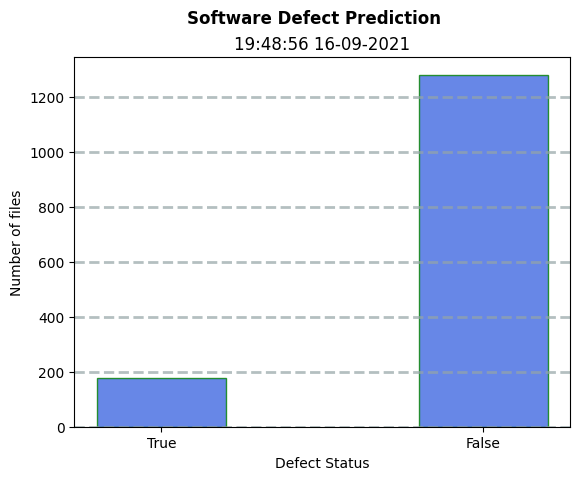 Software Defect Prediction
19:48:56 16-09-2021
1200
1000
800
600
400
200
0
Number of files
True
False
Defect Status